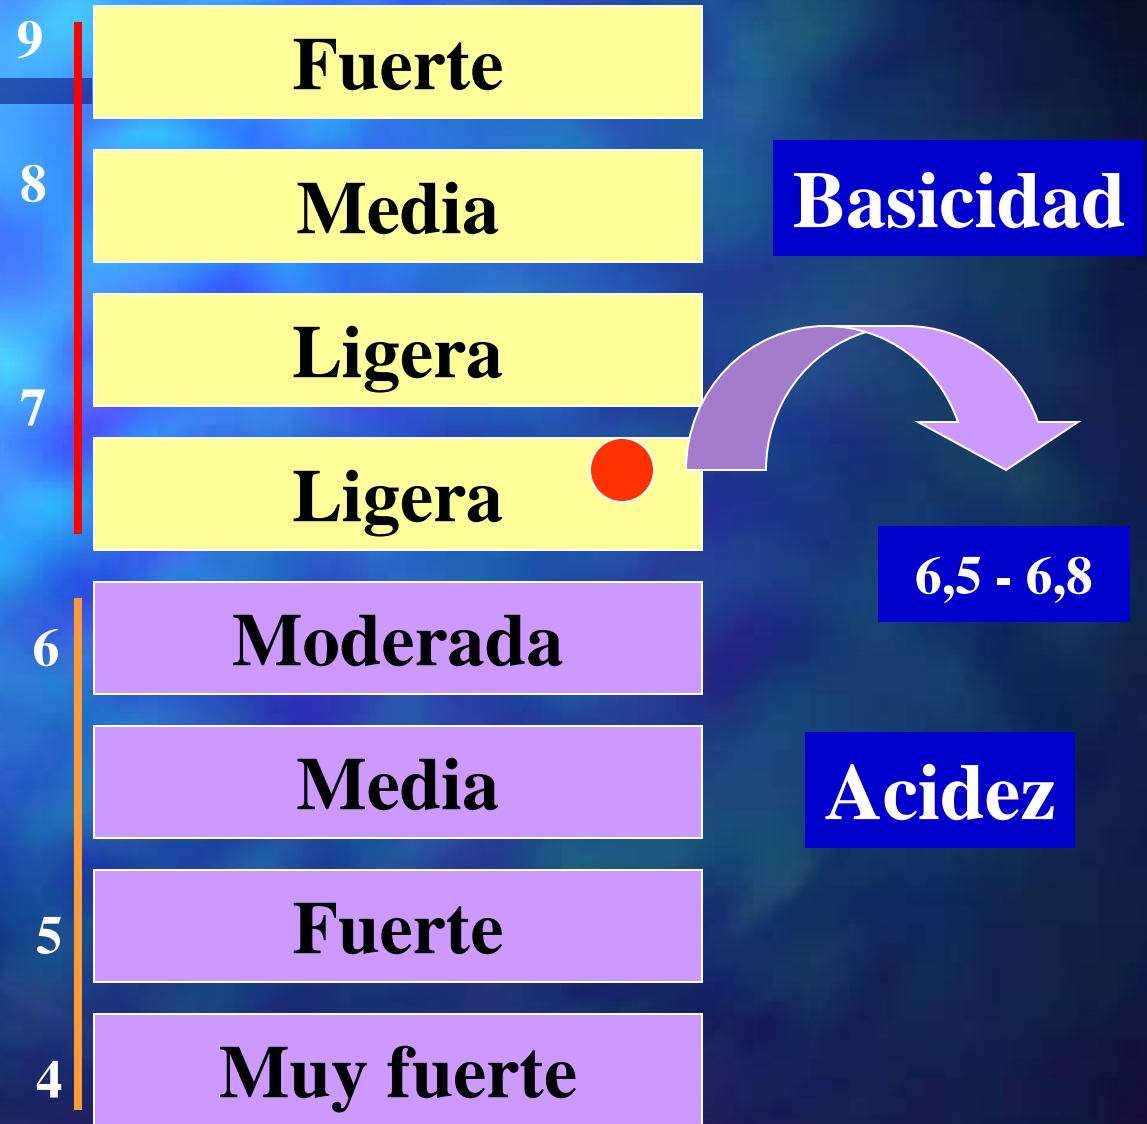 9
Fuerte
8
Media
Basicidad
Ligera
7
Ligera
6,5 - 6,8
6
Moderada
Media
Acidez
5
Fuerte
4
Muy fuerte